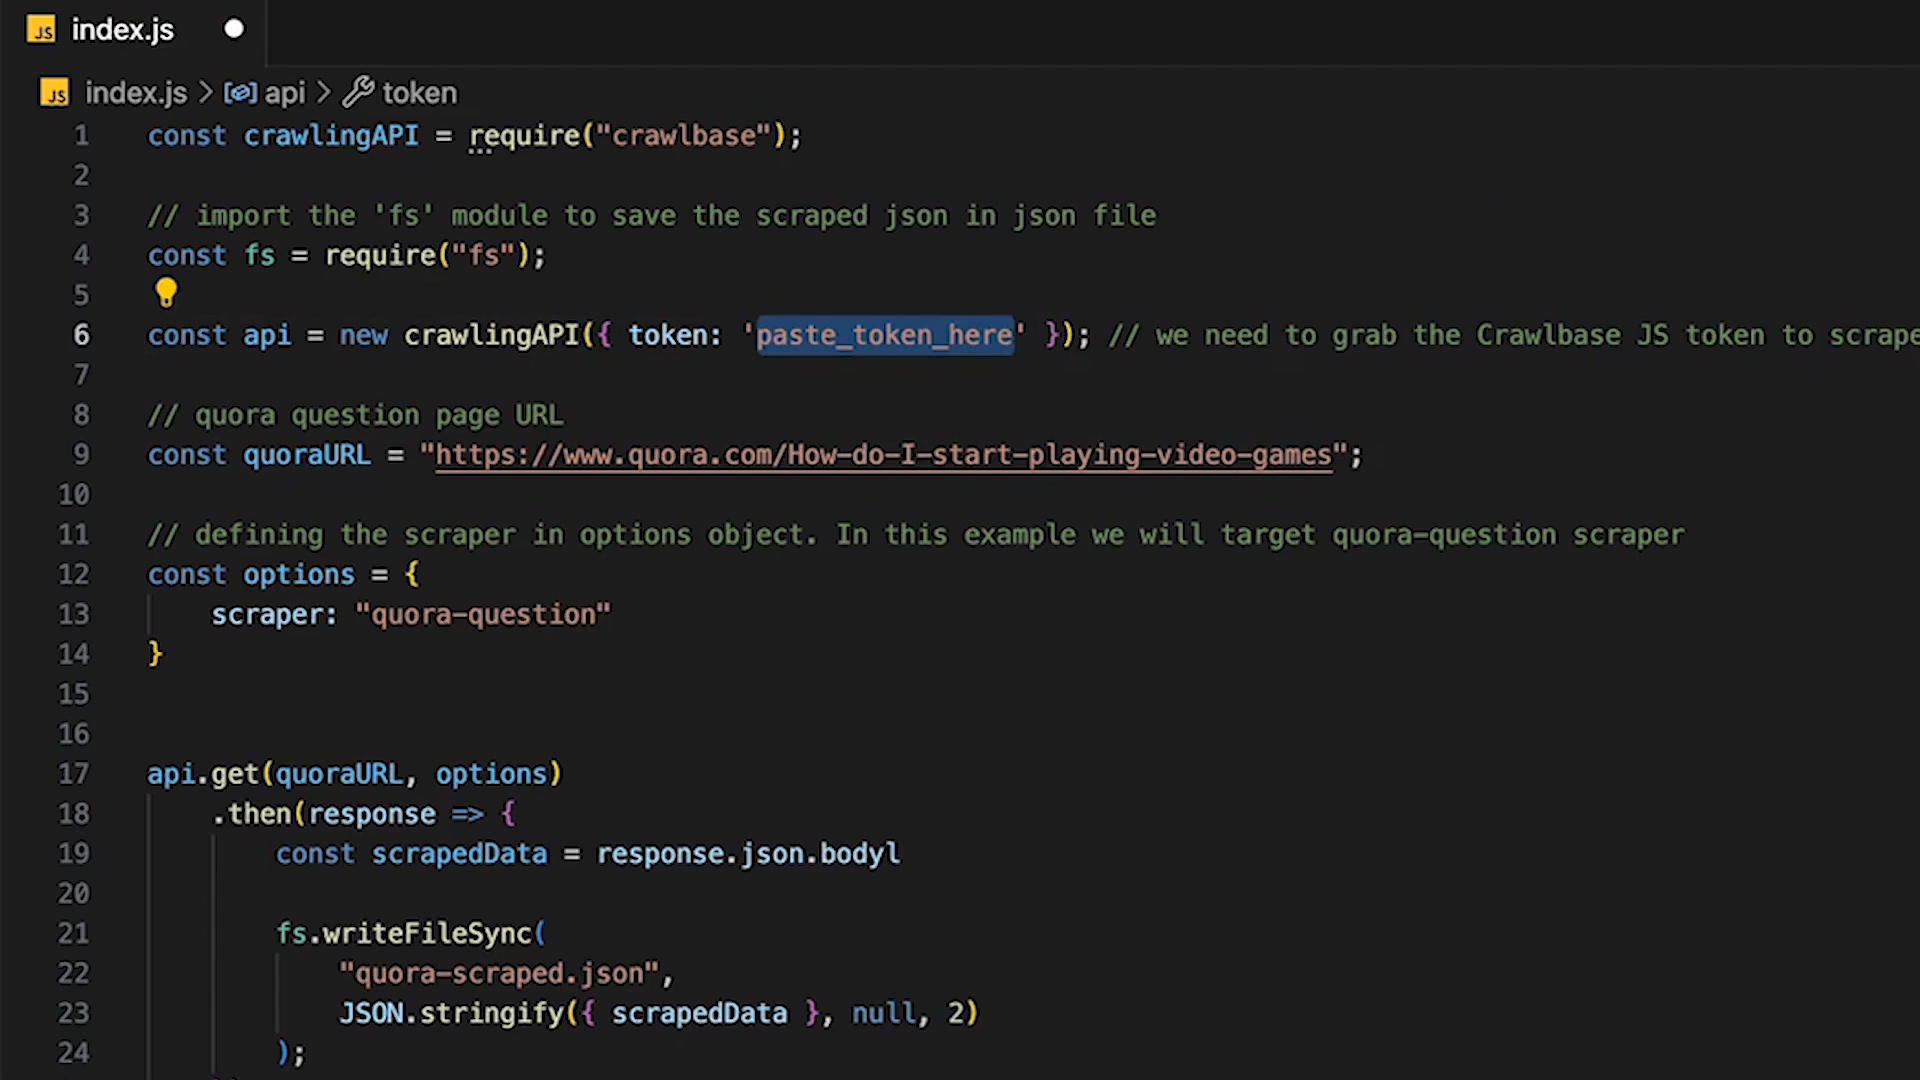 JS index.js
JS index.js > api > token
1 const crawlingAPI = require("crawlbase");
2
3 // import the 'fs' module to save the scraped json in json file
4 const fs = require("fs");
5
6 const api = new crawlingAPI({ token: 'paste_token_here' }); // we need to grab the Crawlbase JS token to scrape
7
8 // quora question page URL
9 const quoraURL = "https://www.quora.com/How-do-I-start-playing-video-games";
10
11 // defining the scraper in options object. In this example we will target quora-question scraper
12 const options = {
13 scraper: "quora-question"
14 }
15
16
17 api.get(quoraURL, options)
18 .then(response => {
19 const scrapedData = response.json.bodyl
20
21 fs.writeFileSync(
22 "quora-scraped.json",
23 JSON.stringify({ scrapedData }, null, 2)
24 );